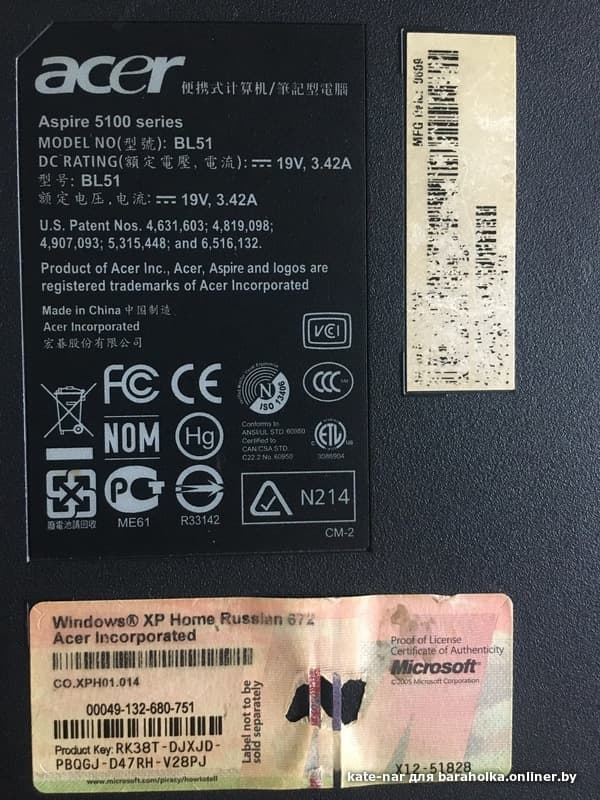 acer 便携式计算机/筆記型電腦
Aspire 5100 series
MODEL NO(型號): BL51
DC RATING(額定電壓, 電流): ⎓ 19V, 3.42A
型号: BL51
额定电压,电流: ⎓ 19V, 3.42A
U.S. Patent Nos. 4,631,603; 4,819,098;
4,907,093; 5,315,448; and 6,516,132.
Product of Acer Inc., Acer, Aspire and logos are
registered trademarks of Acer Incorporated
Made in China 中国制造
Acer Incorporated
宏碁股份有限公司
VCI
FC CE
N
ISO 13406
CCC
NOM Hg
Conforms to
ANSI/UL STD. 60950
Certified to
CAN/CSA STD.
C22.2 No. 60950
C ETL US
3086904
廢電池請回收
PCT
ME61
R33142
N214
CM-2
MFG Date: 0609
Windows® XP Home Russian 672
Acer Incorporated
CO.XPH01.014
00049-132-680-751
Product Key: RK38T-DJXJD-
PBQGJ-D47RH-V28PJ
www.microsoft.com/piracy/howtotell
Label not to be
sold separately
Proof of License
Certificate of Authenticity
Microsoft®
©2005 Microsoft Corporation
X12-51828
kate-nar для baraholka.onliner.by